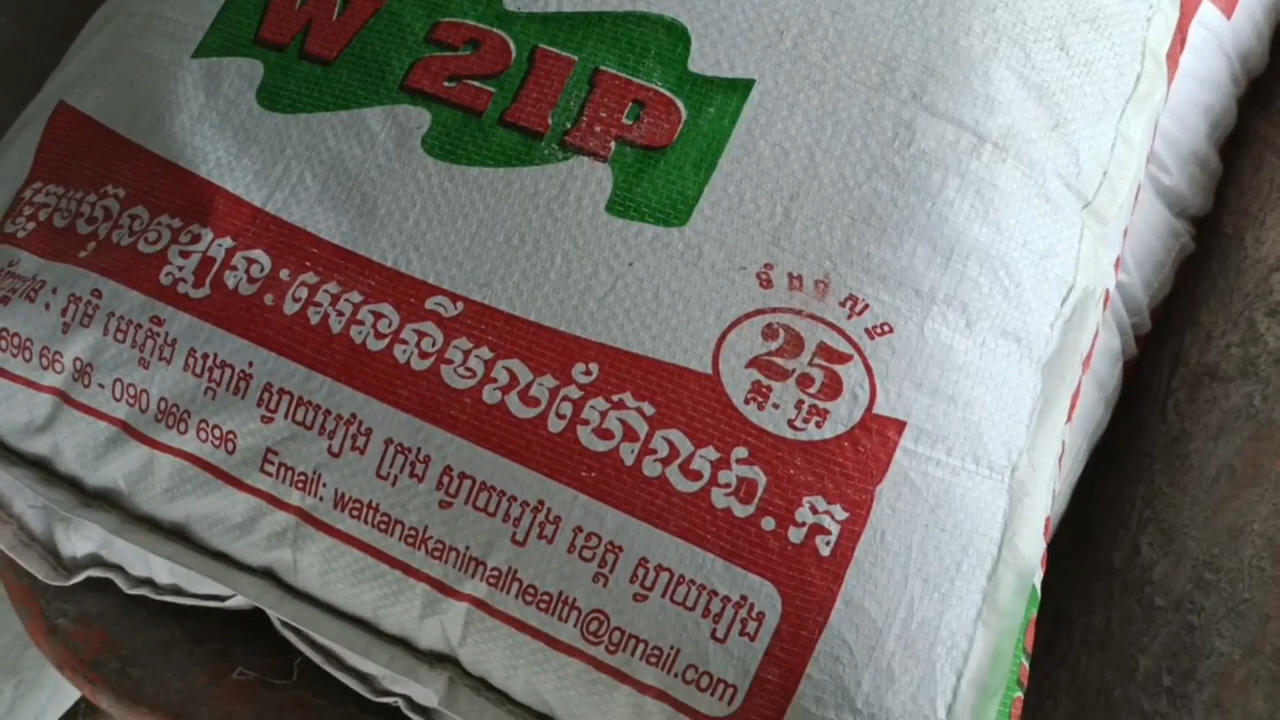 W 21P
ទំងន់សុទ្ធ
25
គ.ក្រ
ក្រុមហ៊ុនវឌ្ឍនៈអេននីមលហ៊ែលឯ.ក
: ភូមិ មេភ្លើង សង្កាត់ ស្វាយរៀង ក្រុង ស្វាយរៀង ខេត្ត ស្វាយរៀង
696 66 96 - 090 966 696 Email: wattanakanimalhealth@gmail.com